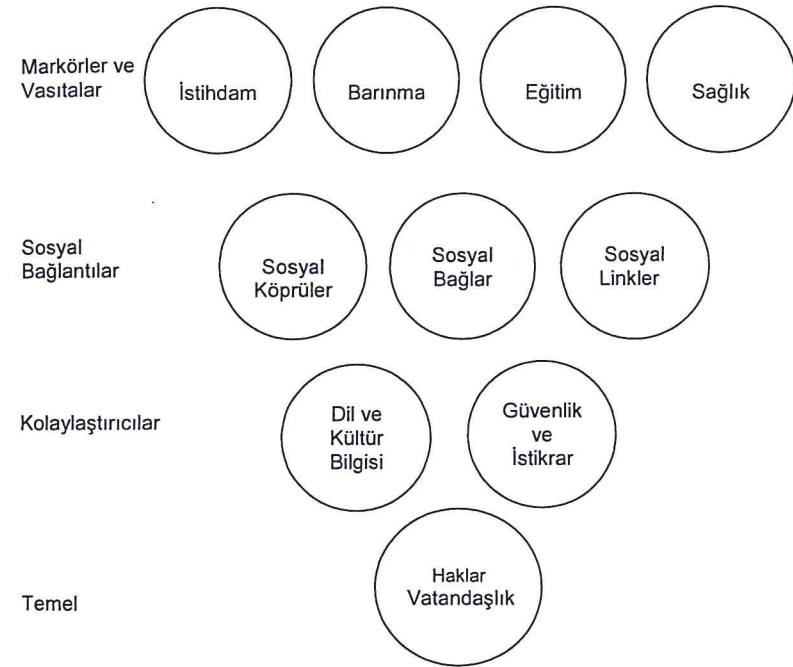 Markörler ve
Vasıtalar
İstihdam
Barınma
Eğitim
Sağlık
Sosyal
Bağlantılar
Sosyal
Köprüler
Sosyal
Bağlar
Sosyal
Linkler
Kolaylaştırıcılar
Dil ve
Kültür
Bilgisi
Güvenlik
ve
İstikrar
Temel
Haklar
Vatandaşlık